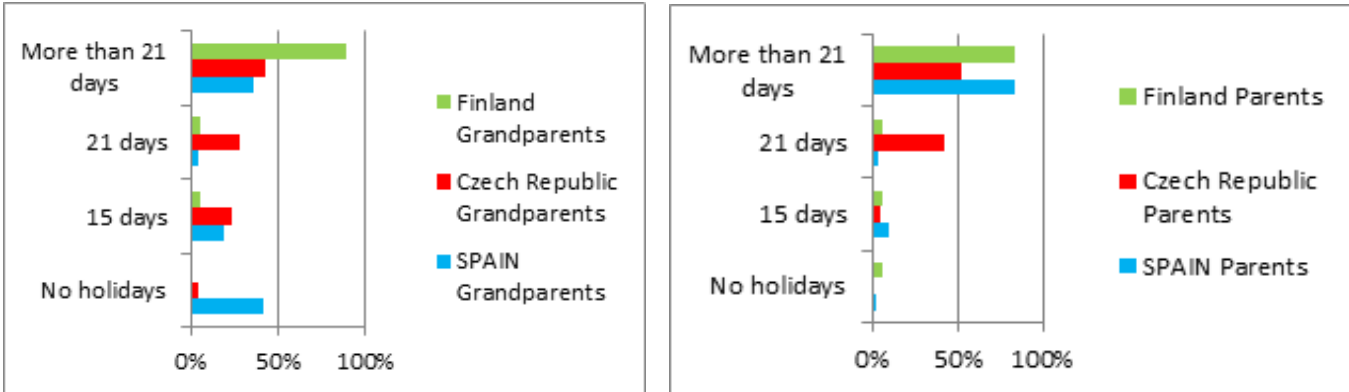 More than 21
days
21 days
15 days
No holidays
0% 50% 100%
Finland
Grandparents
Czech Republic
Grandparents
SPAIN
Grandparents
More than 21
days
21 days
15 days
No holidays
0% 50% 100%
Finland Parents
Czech Republic
Parents
SPAIN Parents